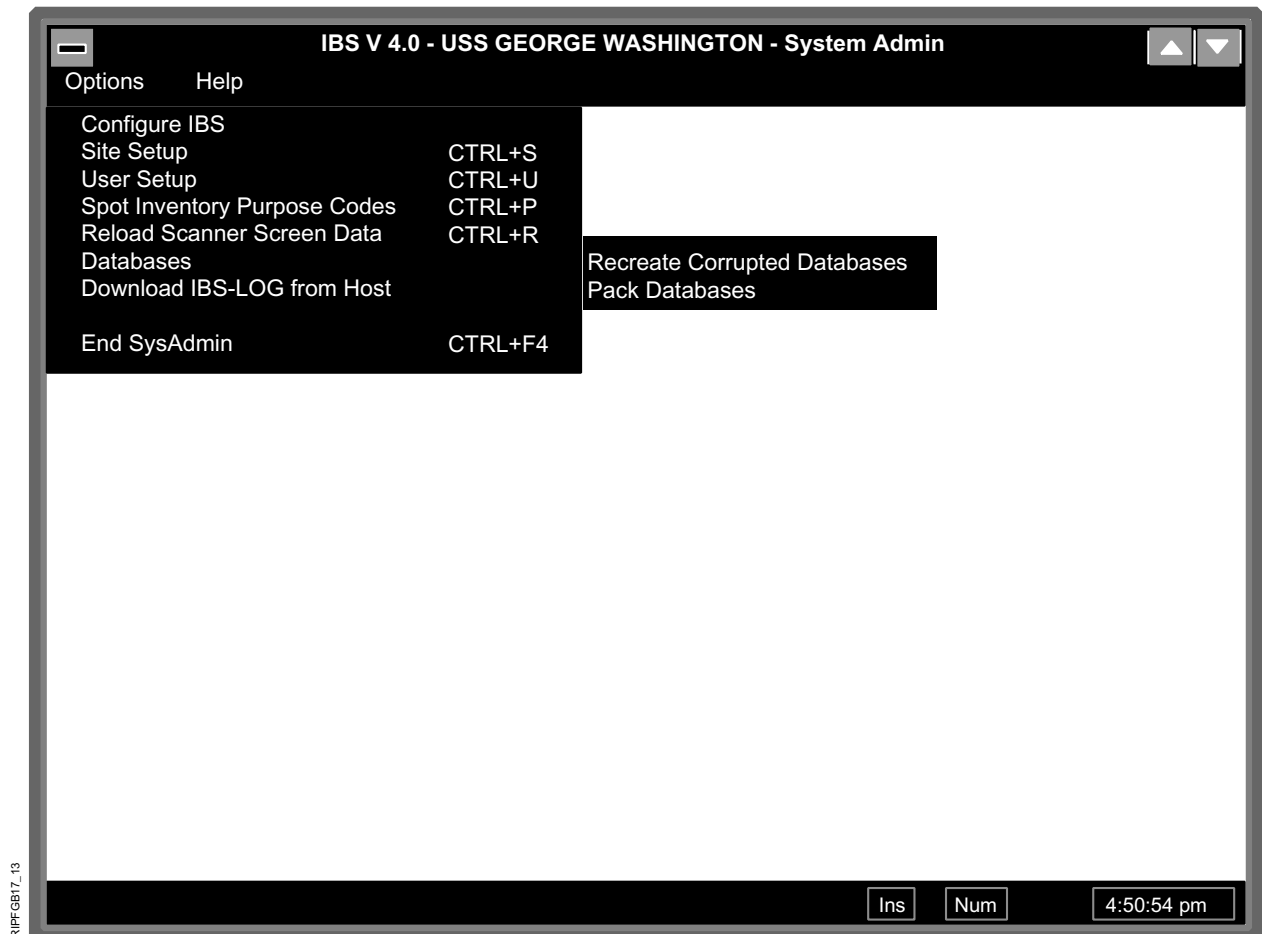 IBS V 4.0 - USS GEORGE WASHINGTON - System Admin
Options Help
Configure IBS
Site Setup CTRL+S
User Setup CTRL+U
Spot Inventory Purpose Codes CTRL+P
Reload Scanner Screen Data CTRL+R
Databases
Recreate Corrupted Databases
Download IBS-LOG from Host
Pack Databases
End SysAdmin CTRL+F4
Ins Num 4:50:54 pm
RIPFGB17_13